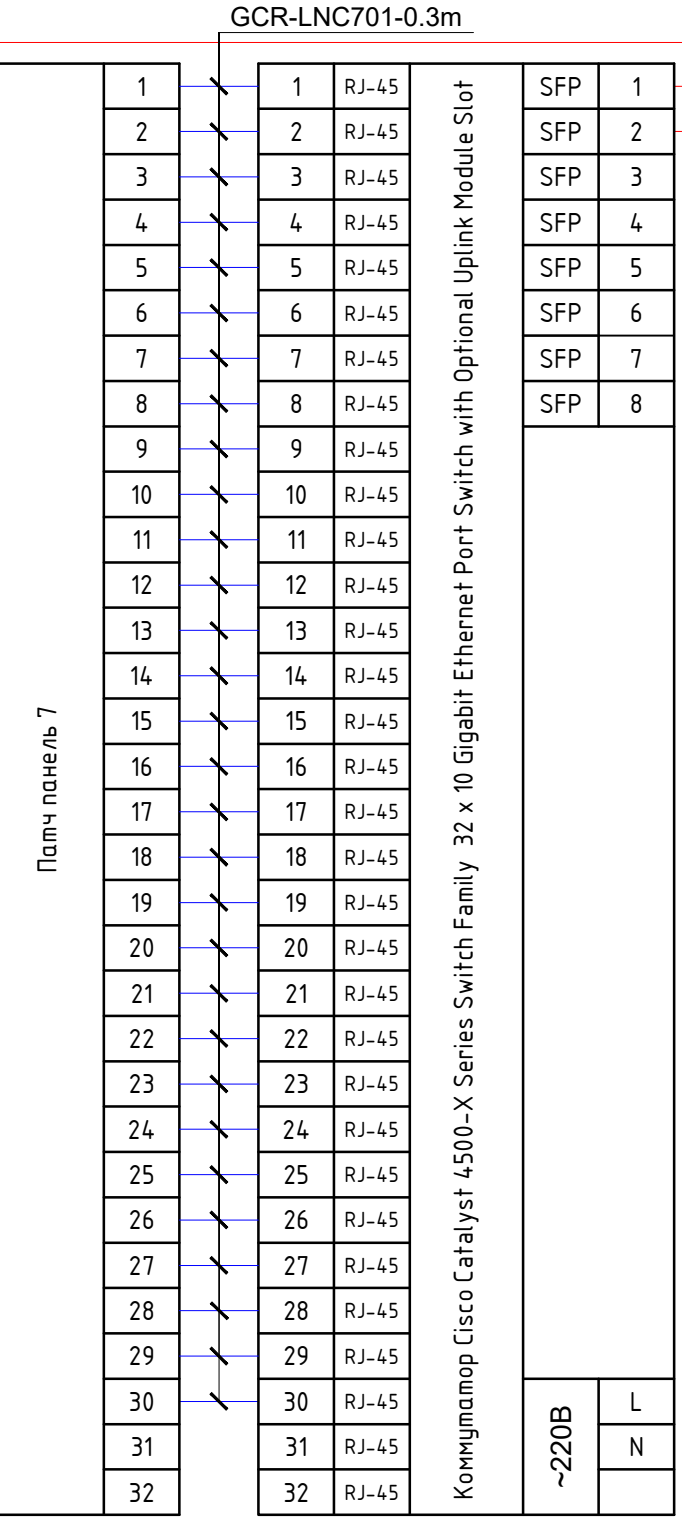 GCR-LNC701-0.3m
Патч панель 7
1 1 RJ-45 SFP 1
2 2 RJ-45 SFP 2
3 3 RJ-45 SFP 3
4 4 RJ-45 SFP 4
5 5 RJ-45 SFP 5
6 6 RJ-45 SFP 6
7 7 RJ-45 SFP 7
8 8 RJ-45 SFP 8
9 9 RJ-45
10 10 RJ-45
11 11 RJ-45
12 12 RJ-45
13 13 RJ-45
14 14 RJ-45
15 15 RJ-45
16 16 RJ-45
17 17 RJ-45
18 18 RJ-45
19 19 RJ-45
20 20 RJ-45
21 21 RJ-45
22 22 RJ-45
23 23 RJ-45
24 24 RJ-45
25 25 RJ-45
26 26 RJ-45
27 27 RJ-45
28 28 RJ-45
29 29 RJ-45
30 30 RJ-45 L
31 31 RJ-45 N
32 32 RJ-45
Коммутатор Cisco Catalyst 4500-X Series Switch Family 32 x 10 Gigabit Ethernet Port Switch with Optional Uplink Module Slot
~220В